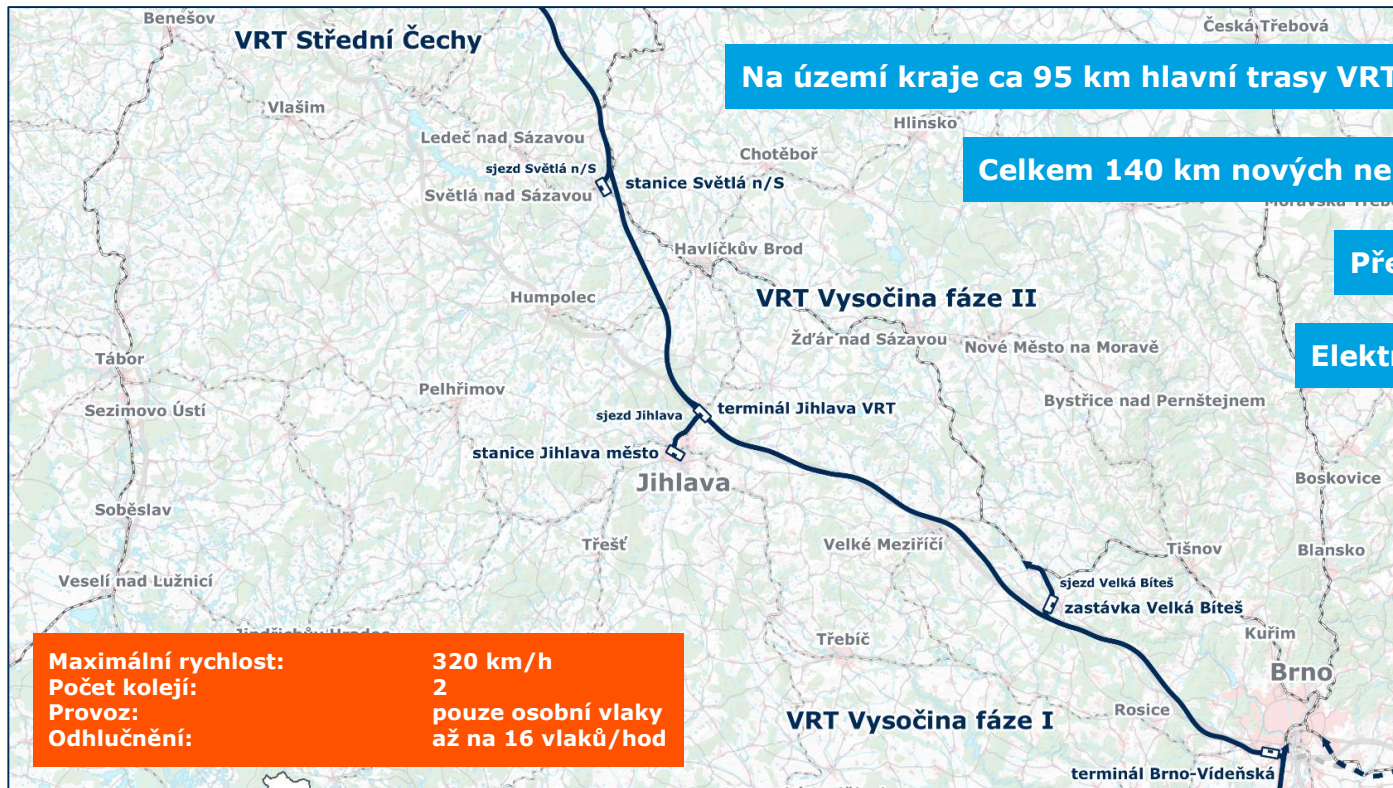 Benešov
VRT Střední Čechy
Česká Třebová
Na území kraje ca 95 km hlavní trasy VRT
Vlašim
Hlinsko
Ledeč nad Sázavou
Chotěboř
sjezd Světlá n/S
stanice Světlá n/S
Celkem 140 km nových
Světlá nad Sázavou
Havlíčkův Brod
Humpolec
VRT Vysočina fáze II
Žďár nad Sázavou
Nové Město na Moravě
Tábor
Pelhřimov
Bystřice nad Pernštejnem
Sezimovo Ústí
sjezd Jihlava
terminál Jihlava VRT
stanice Jihlava město
Jihlava
Boskovice
Soběslav
Třešť
Velké Meziříčí
Tišnov
Blansko
Veselí nad Lužnicí
sjezd Velká Bíteš
zastávka Velká Bíteš
Třebíč
Kuřim
Brno
Maximální rychlost: 320 km/h
Počet kolejí: 2
Provoz: pouze osobní vlaky
Odhlučnění: až na 16 vlaků/hod
Rosice
VRT Vysočina fáze I
terminál Brno-Vídeňská